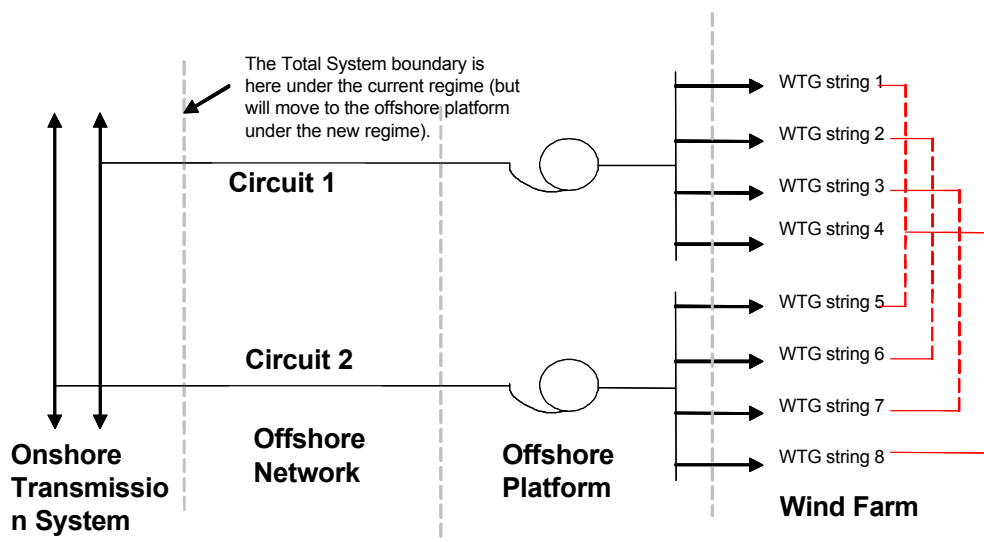 The Total System boundary is
here under the current regime (but
will move to the offshore platform
under the new regime).
Circuit 1
WTG string 1
WTG string 2
WTG string 3
WTG string 4
WTG string 5
Circuit 2
WTG string 6
WTG string 7
WTG string 8
Onshore
Transmissio
n System
Offshore
Network
Offshore
Platform
Wind Farm